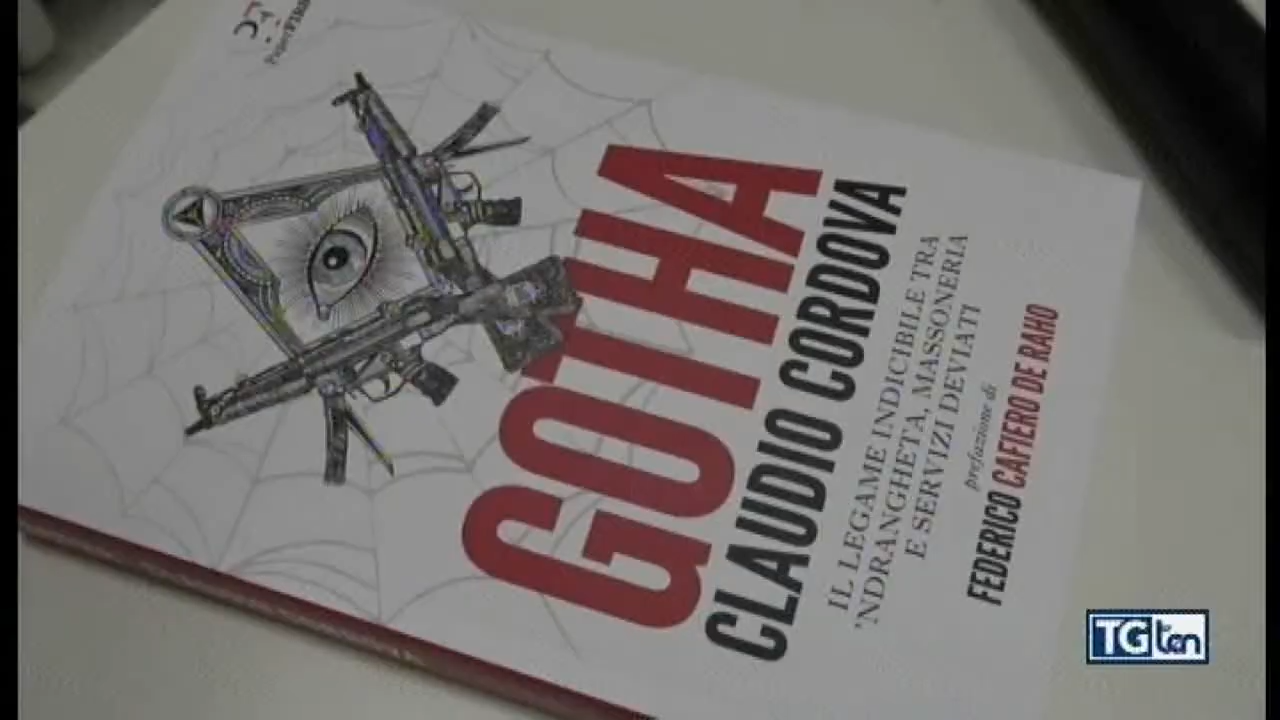 PaperFIRST
GOTHA
CLAUDIO CORDOVA
IL LEGAME INDICIBILE TRA
'NDRANGHETA, MASSONERIA
E SERVIZI DEVIATI
prefazione di
FEDERICO CAFIERO DE RAHO
TG ten